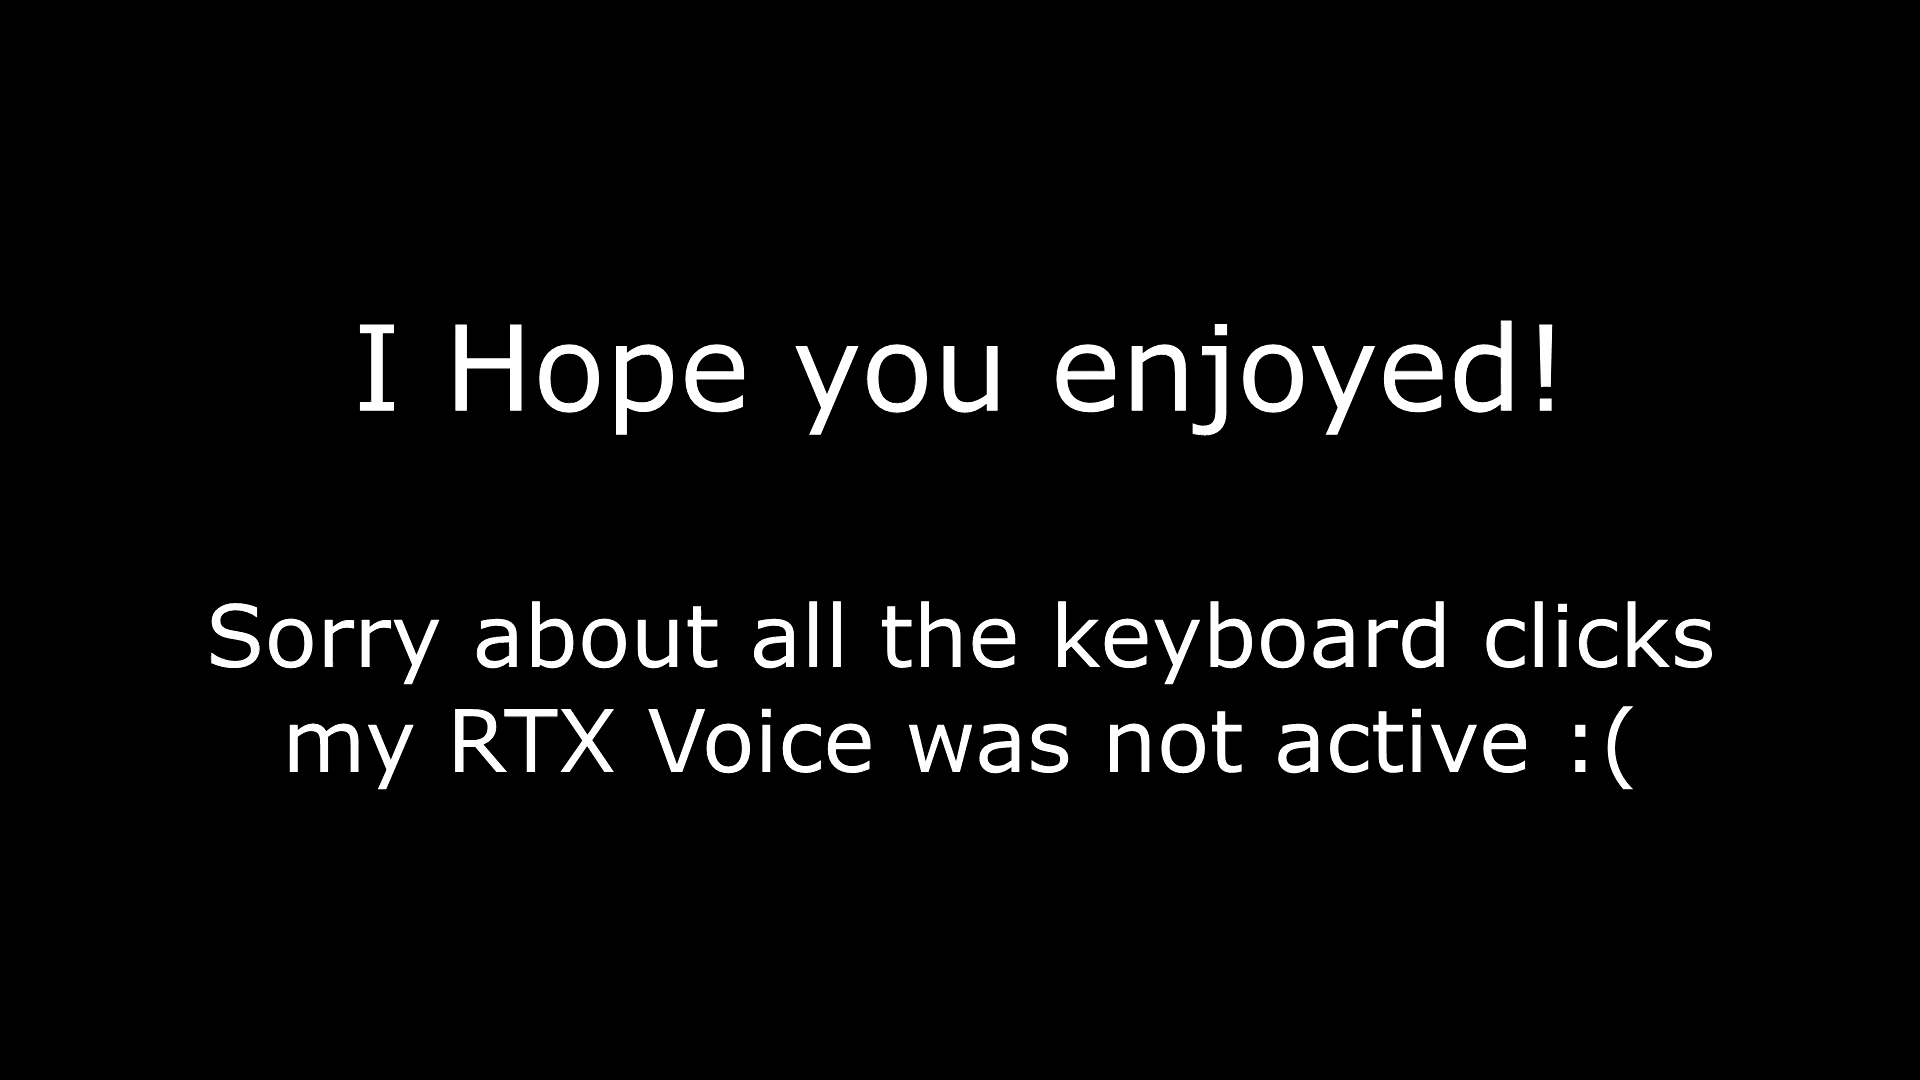 I Hope you enjoyed!
Sorry about all the keyboard clicks
my RTX Voice was not active :(